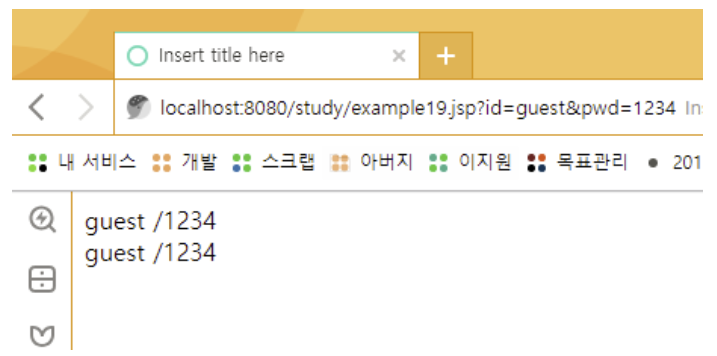 Insert title here
localhost:8080/study/example19.jsp?id=guest&pwd=1234 In
내 서비스 개발 스크랩 아버지 이지원 목표관리 201
guest /1234
guest /1234